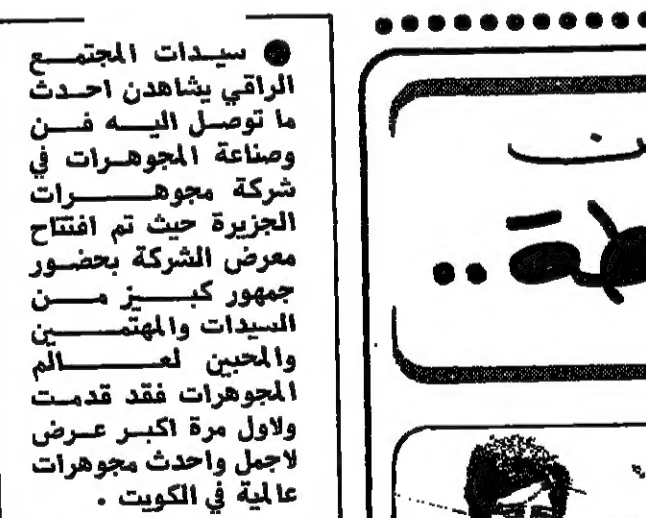 ● سيدات المجتمع
الراقي يشاهدن احدث
ما توصل اليه فن
وصناعة المجوهرات في
شركة مجوهرات
الجزيرة حيث تم افتتاح
معرض الشركة بحضور
جمهور كبيز من
السيدات والمهتمين
والمحبين لعالم
المجوهرات فقد قدمت
ولاول مرة اكبر عرض
لاجمل واحدث مجوهرات
عالمية في الكويت .